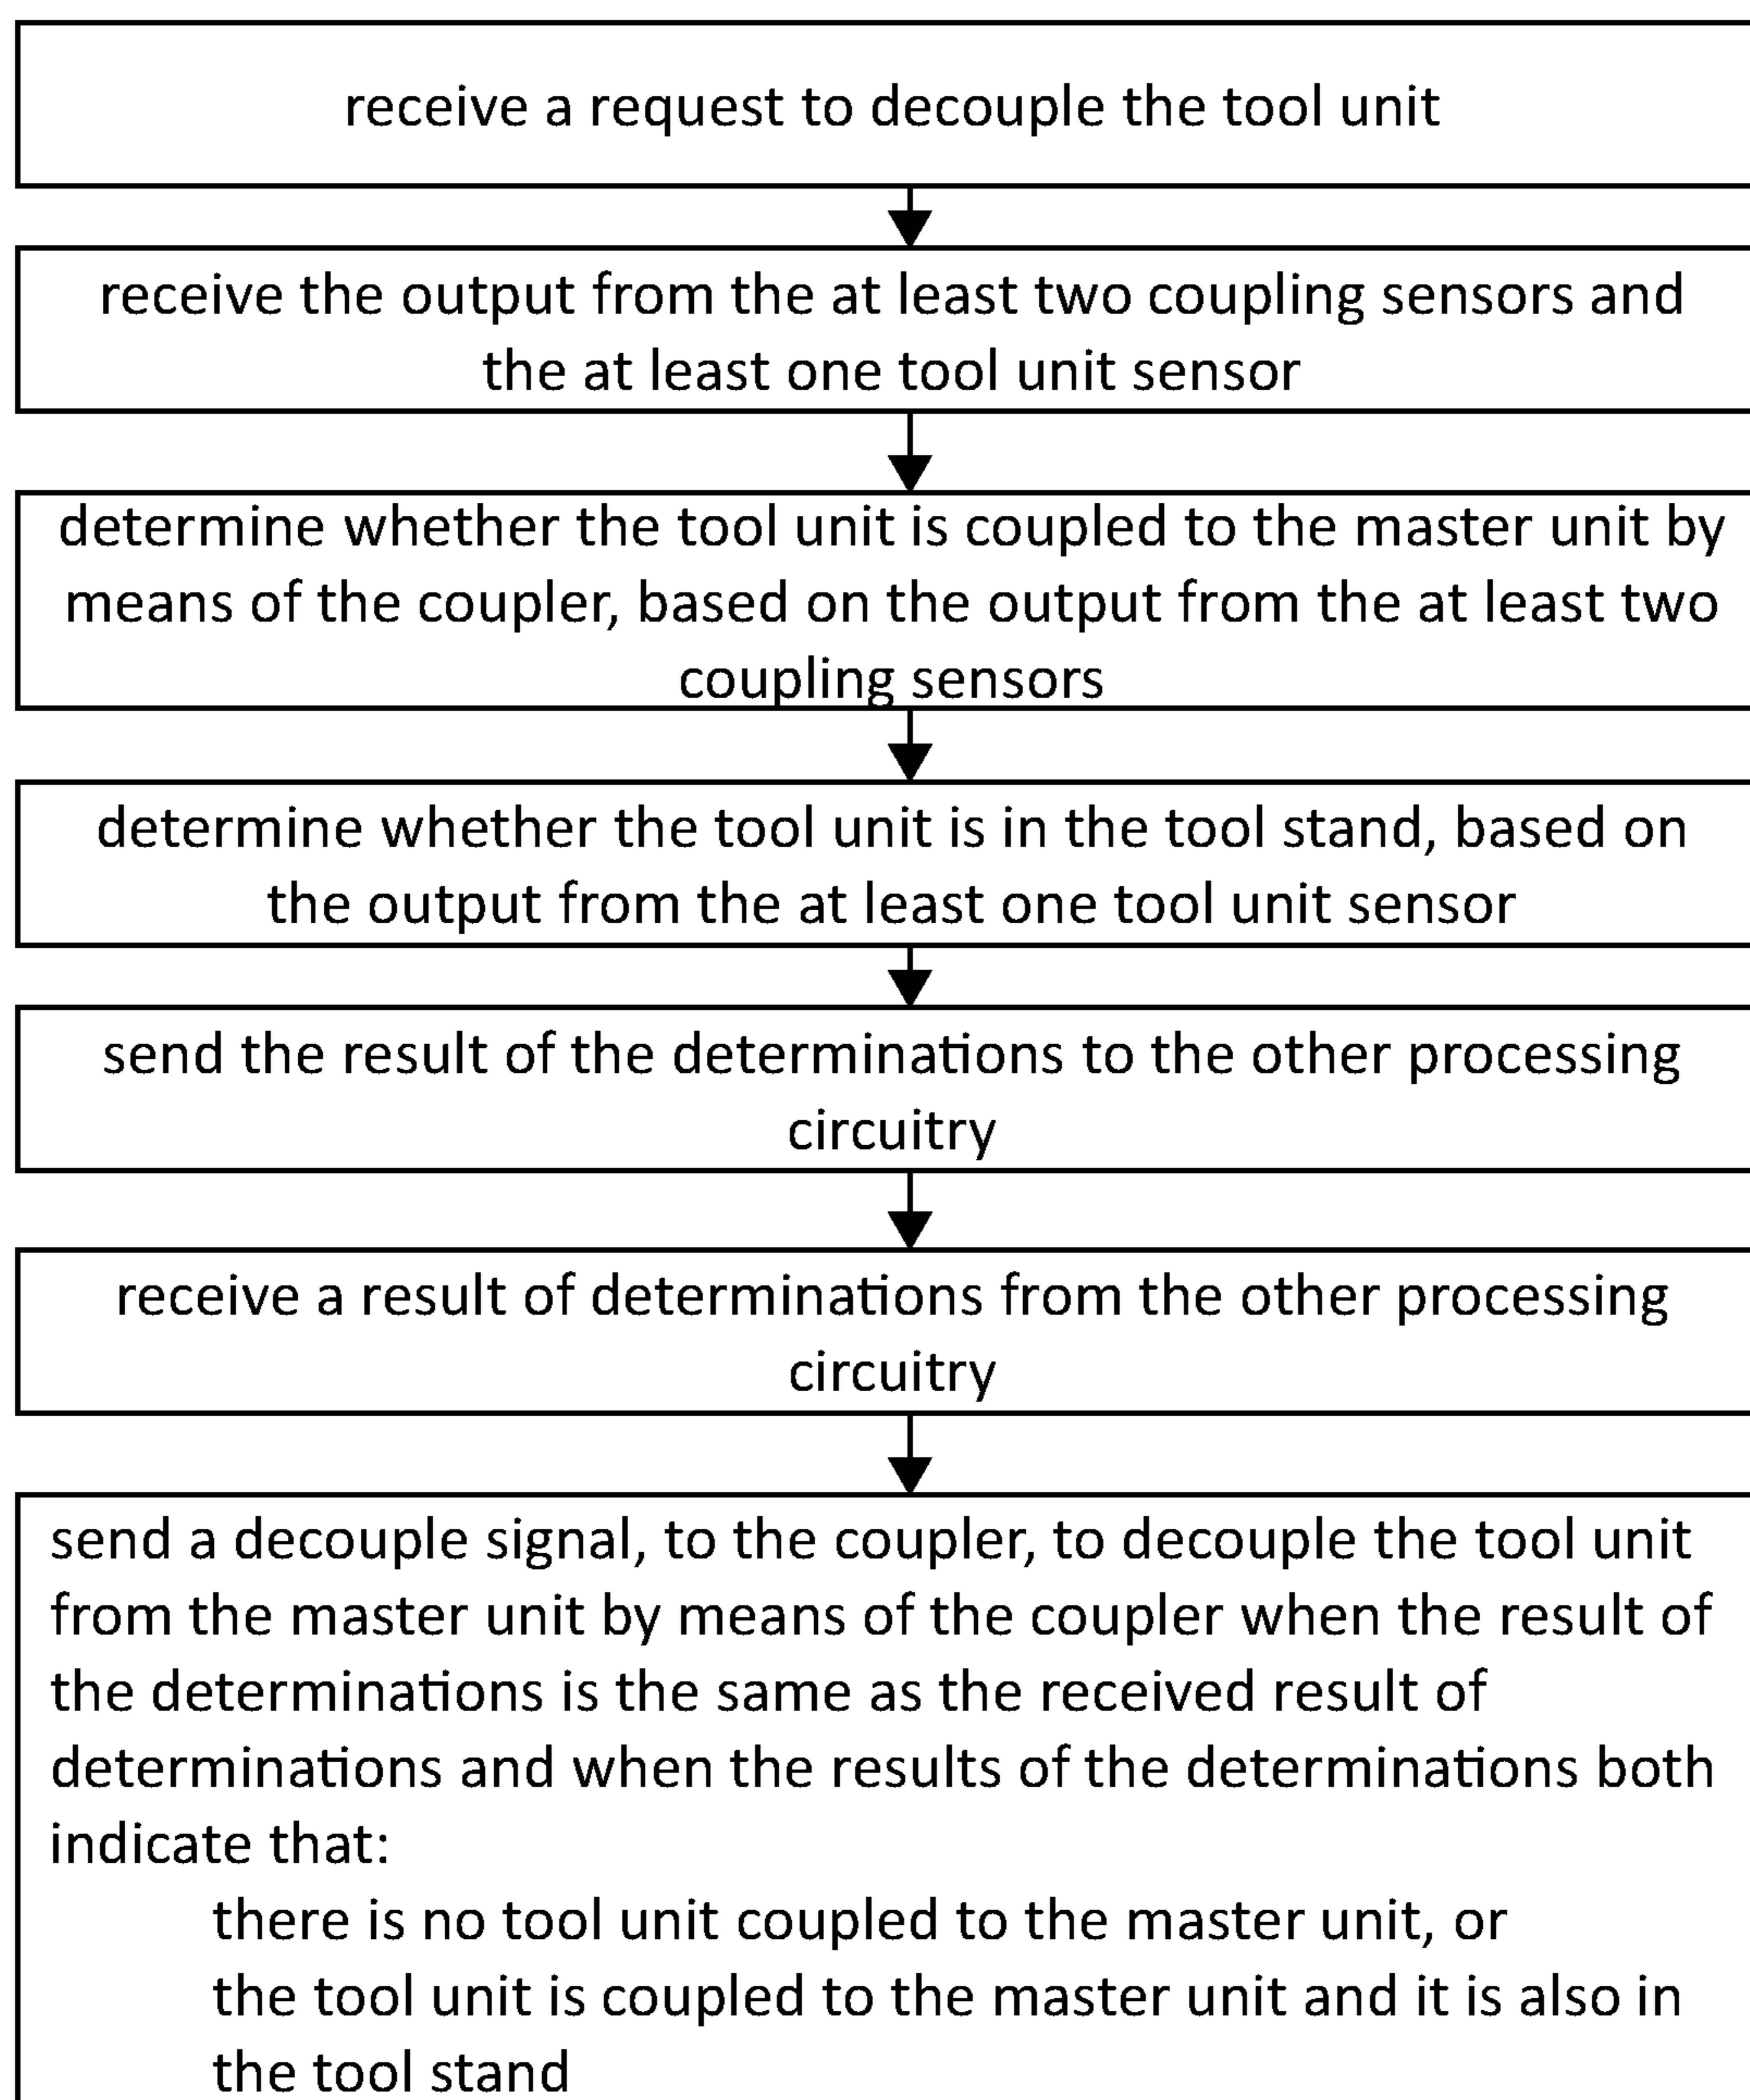 receive a request to decouple the tool unit
receive the output from the at least two coupling sensors and
the at least one tool unit sensor
determine whether the tool unit is coupled to the master unit by
means of the coupler, based on the output from the at least two
coupling sensors
determine whether the tool unit is in the tool stand, based on
the output from the at least one tool unit sensor
send the result of the determinations to the other processing
circuitry
receive a result of determinations from the other processing
circuitry
send a decouple signal, to the coupler, to decouple the tool unit
from the master unit by means of the coupler when the result of
the determinations is the same as the received result of
determinations and when the results of the determinations both
indicate that:
there is no tool unit coupled to the master unit, or
the tool unit is coupled to the master unit and it is also in
the tool stand